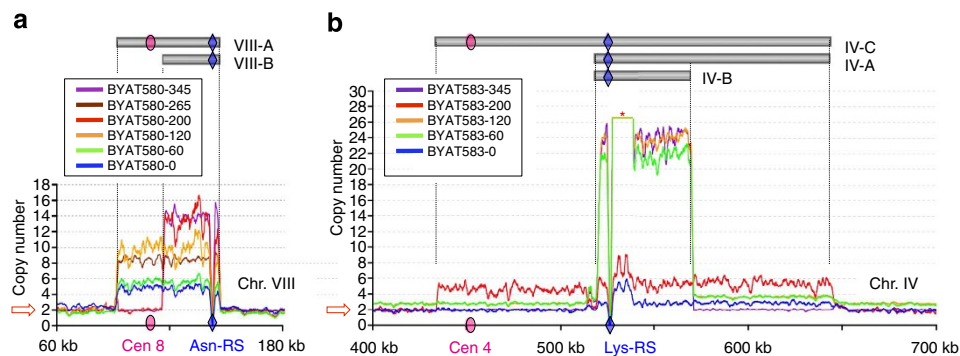 a
VIII-A
VIII-B
BYAT580-345
BYAT580-265
BYAT580-200
BYAT580-120
BYAT580-60
BYAT580-0
Copy number
18
16
14
12
10
8
6
4
2
0
Chr. VIII
60 kb
Cen 8
Asn-RS
180 kb
b
IV-C
IV-A
IV-B
BYAT583-345
BYAT583-200
BYAT583-120
BYAT583-60
BYAT583-0
Copy number
30
28
26
24
22
20
18
16
14
12
10
8
6
4
2
0
*
Chr. IV
400 kb
Cen 4
500 kb
Lys-RS
600 kb
700 kb